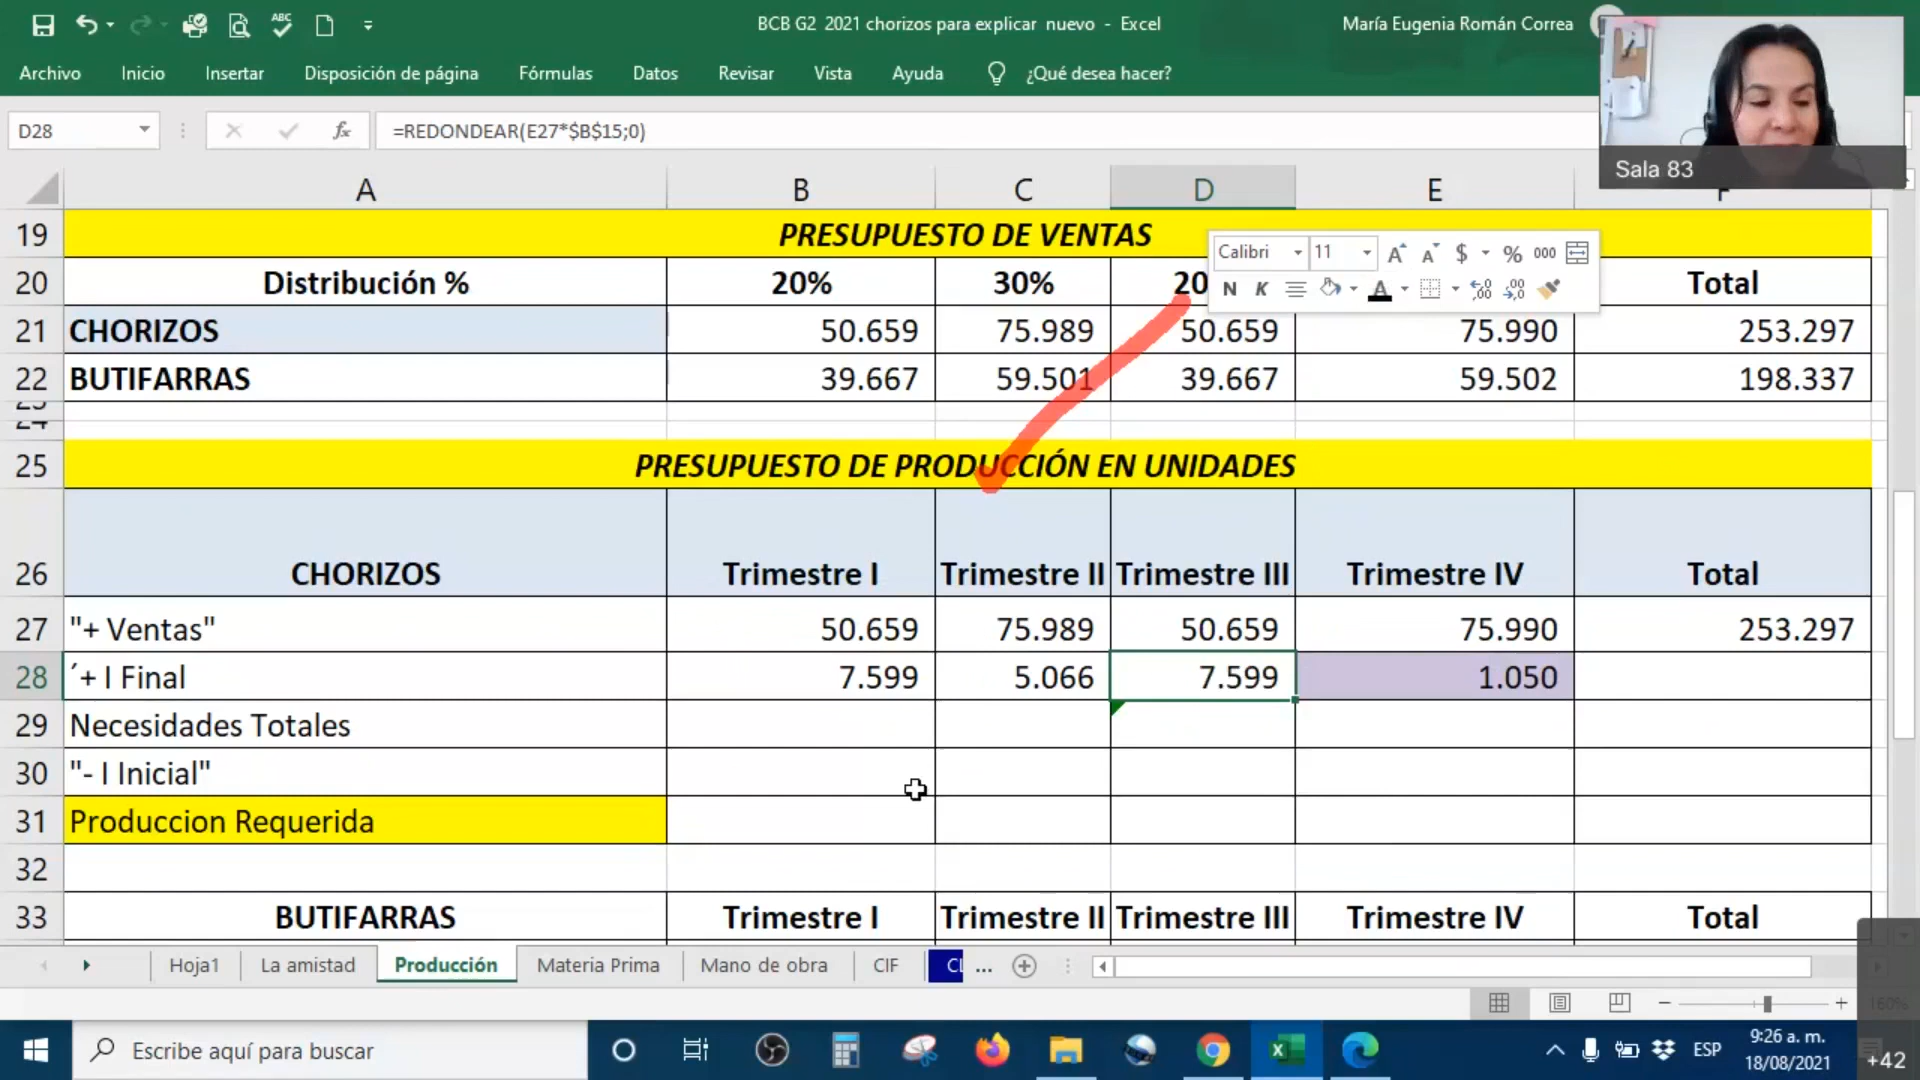 BCB G2 2021 chorizos para explicar nuevo - Excel
María Eugenia Román Correa
Archivo Inicio Insertar Disposición de página Fórmulas Datos Revisar Vista Ayuda ¿Qué desea hacer?
D28 fx =REDONDEAR(E27*$B$15;0)
Sala 83
A B C D E
19 PRESUPUESTO DE VENTAS
Calibri 11 A A $ % 000
N K A
20 Distribución % 20% 30% 20 Total
21 CHORIZOS 50.659 75.989 50.659 75.990 253.297
22 BUTIFARRAS 39.667 59.501 39.667 59.502 198.337
25 PRESUPUESTO DE PRODUCCIÓN EN UNIDADES
26 CHORIZOS Trimestre I Trimestre II Trimestre III Trimestre IV Total
27 "+ Ventas" 50.659 75.989 50.659 75.990 253.297
28 ´+ I Final 7.599 5.066 7.599 1.050
29 Necesidades Totales
30 "- I Inicial"
31 Produccion Requerida
32
33 BUTIFARRAS Trimestre I Trimestre II Trimestre III Trimestre IV Total
Hoja1 La amistad Producción Materia Prima Mano de obra CIF ...
Escribe aquí para buscar
ESP
9:26 a. m.
18/08/2021
+42